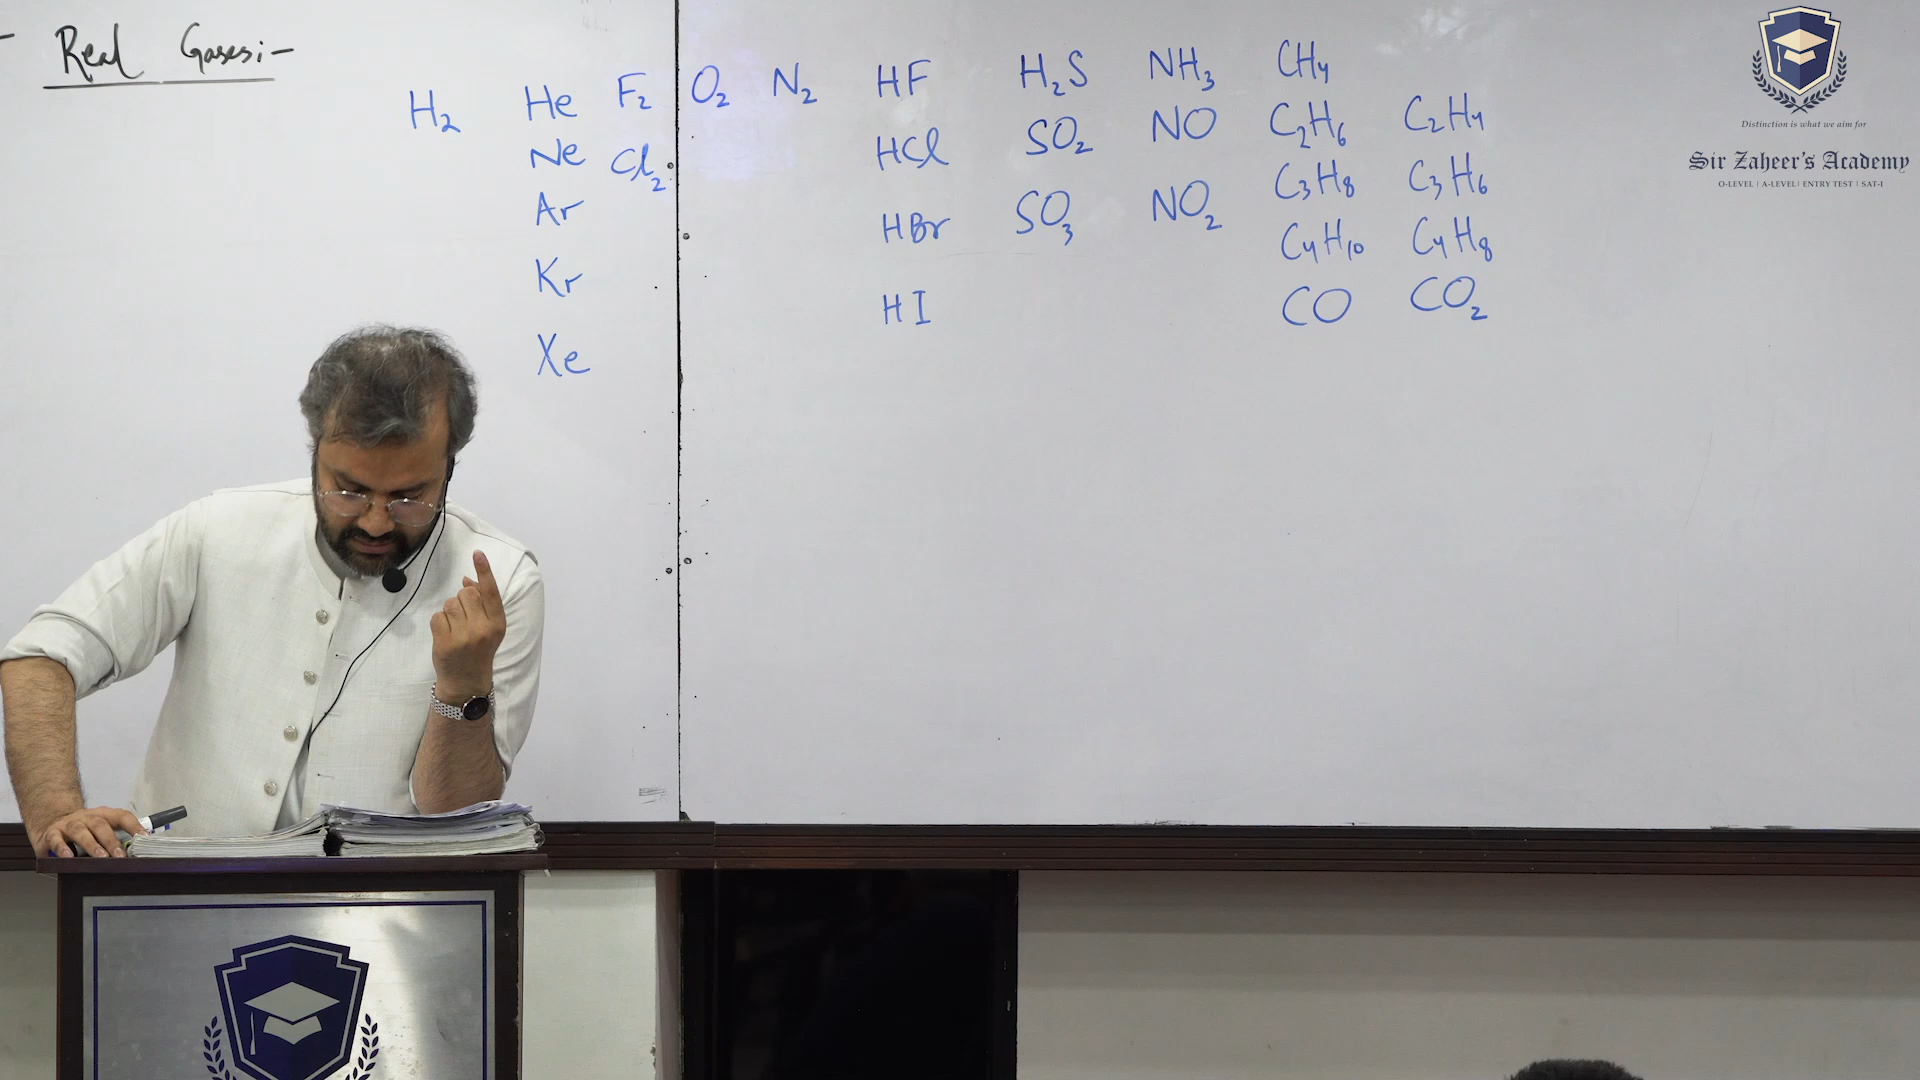 Real Gases:-
H₂ He F₂ O₂ N₂ HF H₂S NH₃ CH₄
Ne Cl₂ HCl SO₂ NO C₂H₆ C₂H₄
Ar HBr SO₃ NO₂ C₃H₈ C₃H₆
C₄H₁₀ C₄H₈
Kr HI CO CO₂
Xe
Distinction is what we aim for
Sir Zaheer's Academy
O-LEVEL | A-LEVEL | ENTRY TEST | SAT-I